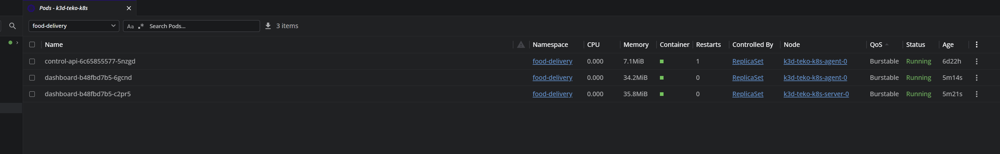 Pods - k3d-teko-k8s
food-delivery Aa .* Search Pods... 3 items
Name Namespace CPU Memory Container Restarts Controlled By Node QoS Status Age
control-api-6c65855577-5nzgd food-delivery 0.000 7.1MiB 1 ReplicaSet k3d-teko-k8s-agent-0 Burstable Running 6d22h
dashboard-b48fbd7b5-6gcnd food-delivery 0.000 34.2MiB 0 ReplicaSet k3d-teko-k8s-agent-0 Burstable Running 5m14s
dashboard-b48fbd7b5-c2pr5 food-delivery 0.000 35.8MiB 0 ReplicaSet k3d-teko-k8s-server-0 Burstable Running 5m21s